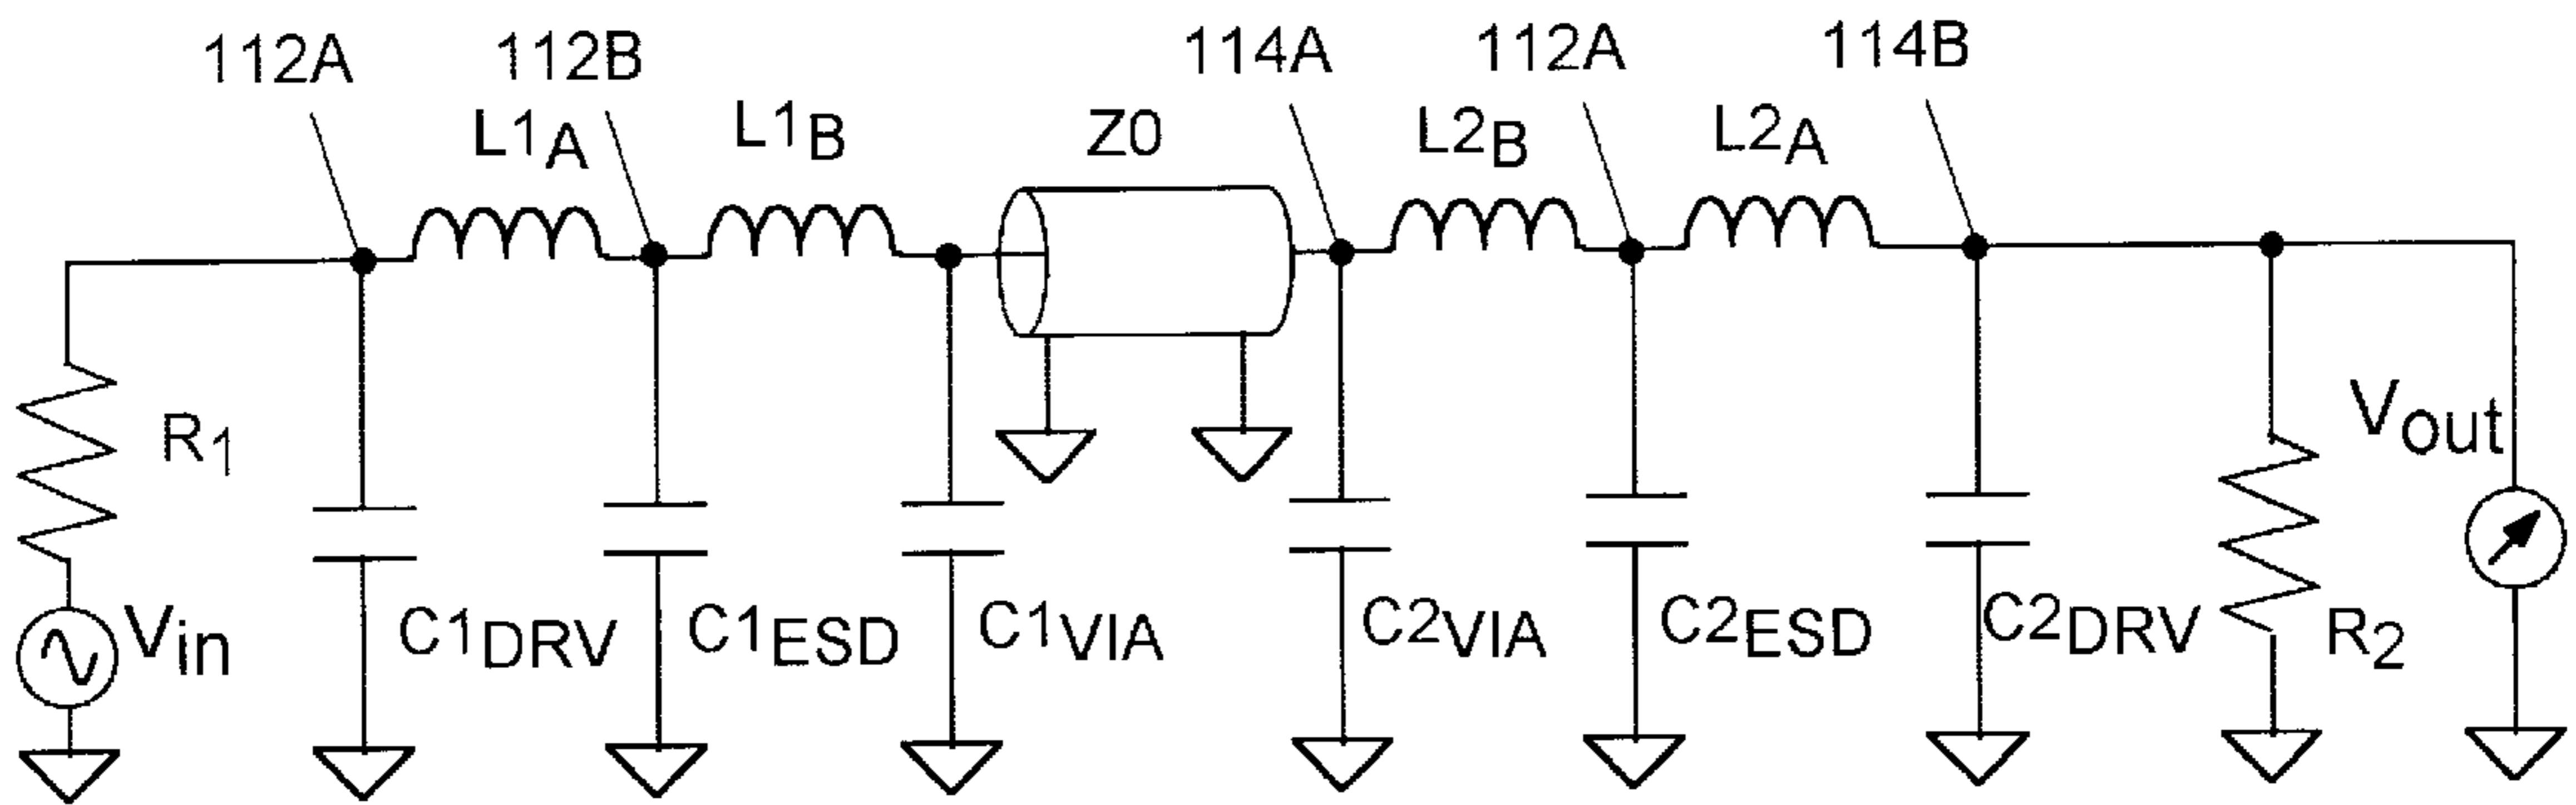 112A
112B
114A
112A
114B
L1A
L1B
Z0
L2B
L2A
R1
Vin
C1DRV
C1ESD
C1VIA
C2VIA
C2ESD
C2DRV
R2
Vout